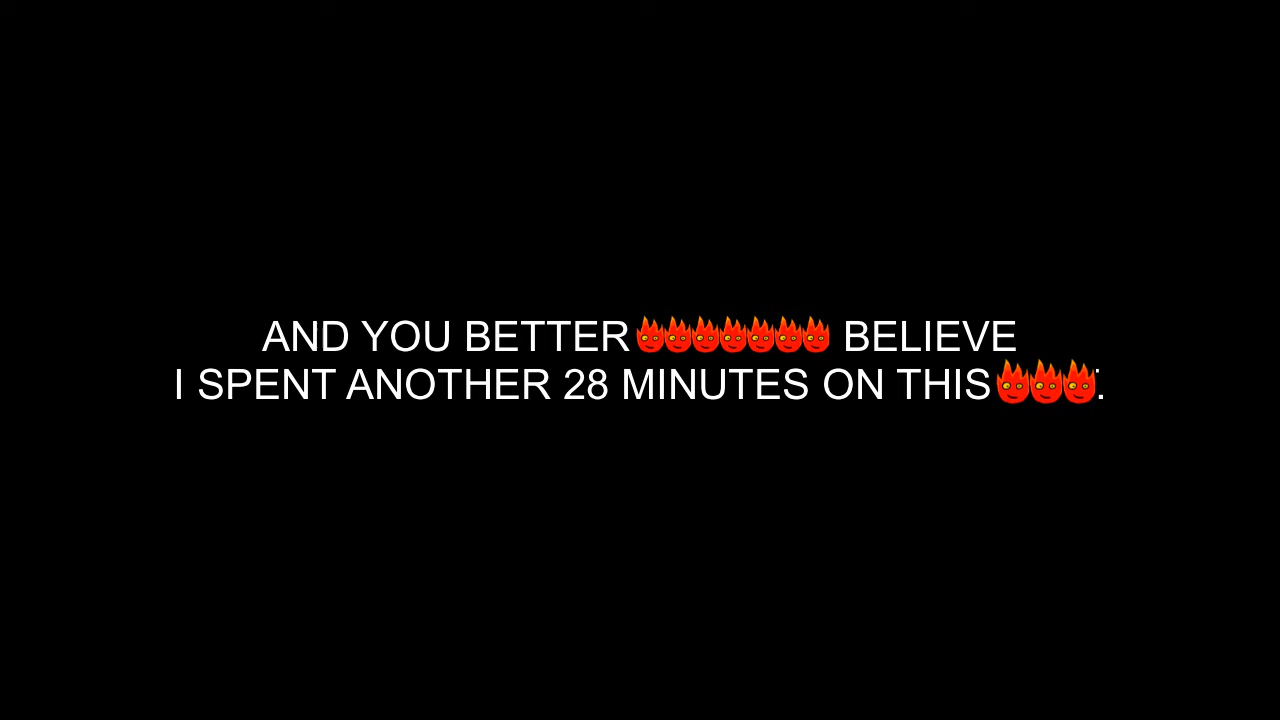 AND YOU BETTER BELIEVE
I SPENT ANOTHER 28 MINUTES ON THIS .